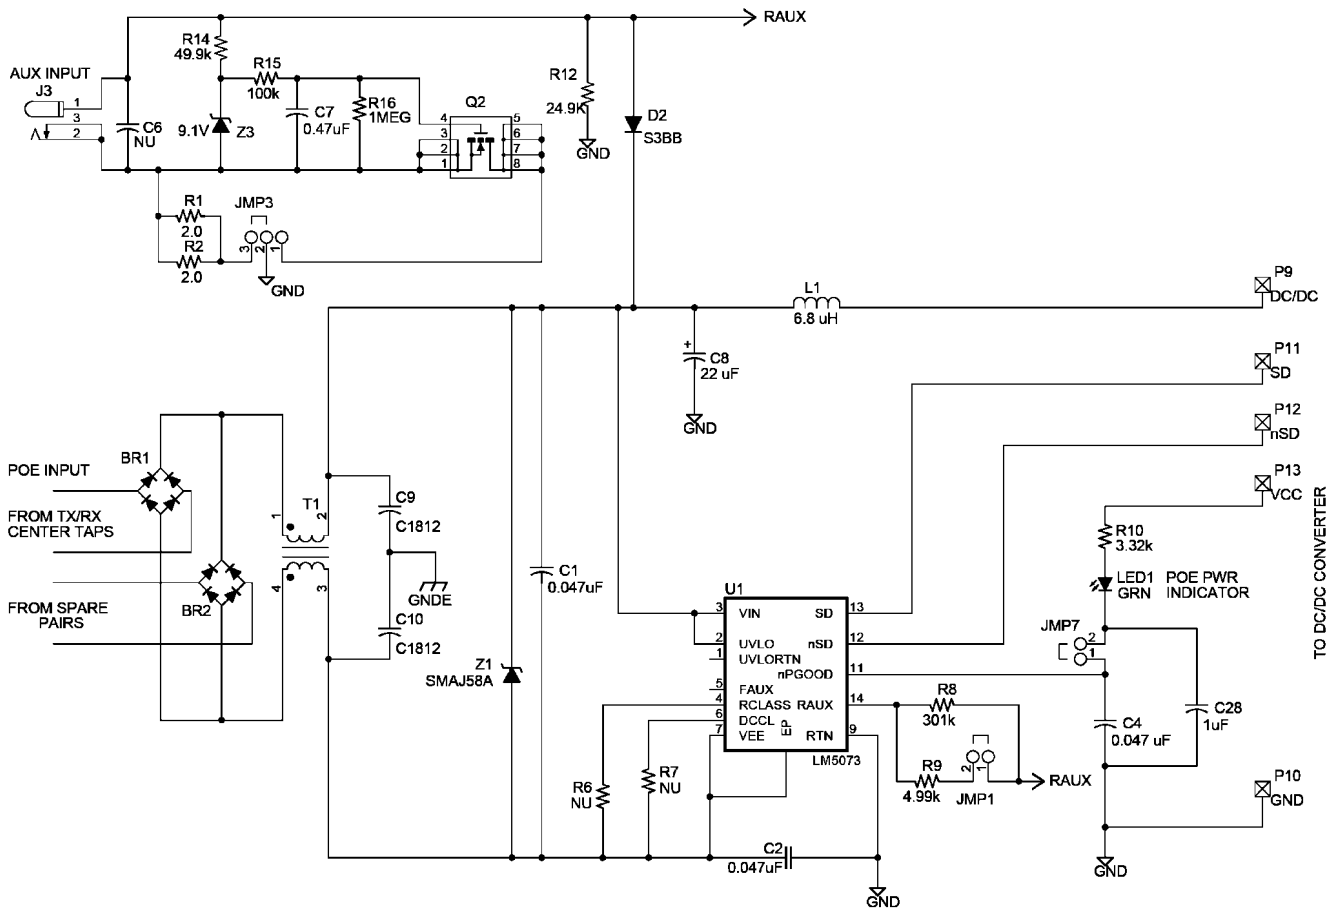 RAUX
R14
49.9k
AUX INPUT
J3
1
3
2
C6
NU
R15
100k
9.1V
Z3
C7
0.47uF
R16
1MEG
Q2
4
3
2
1
5
6
7
8
R12
24.9K
GND
D2
S3BB
R1
2.0
R2
2.0
JMP3
3
2
1
GND
L1
6.8 uH
P9
DC/DC
+
C8
22 uF
GND
P11
SD
P12
nSD
P13
VCC
POE INPUT
BR1
FROM TX/RX
CENTER TAPS
BR2
FROM SPARE
PAIRS
T1
1
2
4
3
C9
C1812
GNDE
C10
C1812
C1
0.047uF
Z1
SMAJ58A
U1
3
VIN
SD
13
2
UVLO
nSD
12
1
UVLORTN
nPGOOD
11
5
FAUX
4
RCLASS
RAUX
14
6
DCCL
7
VEE
EP
RTN
9
LM5073
R6
NU
R7
NU
C2
0.047uF
GND
R8
301k
R9
4.99k
2
1
JMP1
RAUX
R10
3.32k
LED1
GRN
POE PWR
INDICATOR
JMP7
2
1
C4
0.047 uF
C28
1uF
P10
GND
GND
TO DC/DC CONVERTER